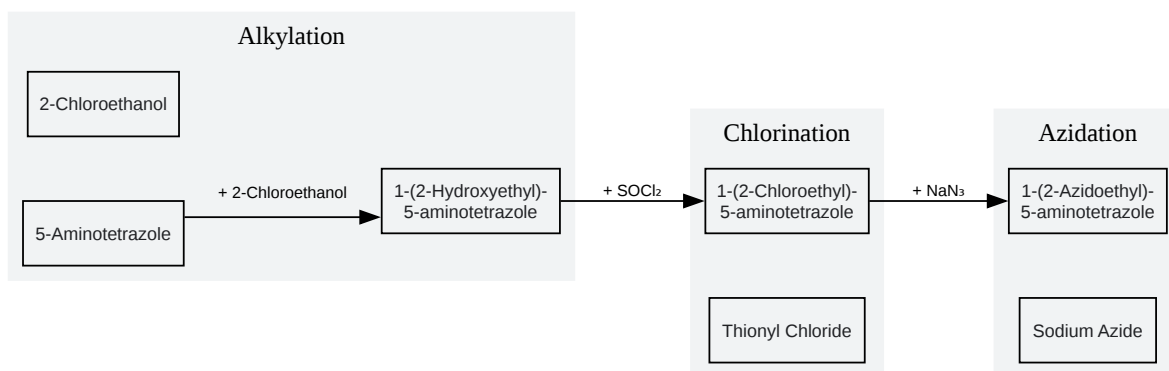 Alkylation
2-Chloroethanol
5-Aminotetrazole
+ 2-Chloroethanol
1-(2-Hydroxyethyl)-
5-aminotetrazole
+ SOCl₂
Chlorination
1-(2-Chloroethyl)-
5-aminotetrazole
Thionyl Chloride
+ NaN₃
Azidation
1-(2-Azidoethyl)-
5-aminotetrazole
Sodium Azide